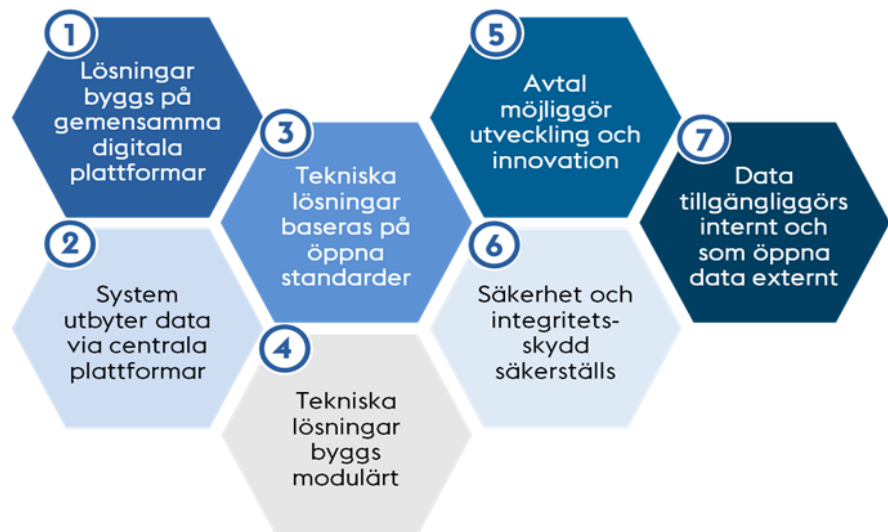 1
Lösningar
byggs på
gemensamma
digitala
plattformar
2
System
utbyter data
via centrala
plattformar
3
Tekniska
lösningar
baseras på
öppna
standarder
4
Tekniska
lösningar
byggs
modulärt
5
Avtal
möjliggör
utveckling och
innovation
6
Säkerhet och
integritets-
skydd
säkerställs
7
Data
tillgängliggörs
internt och
som öppna
data externt